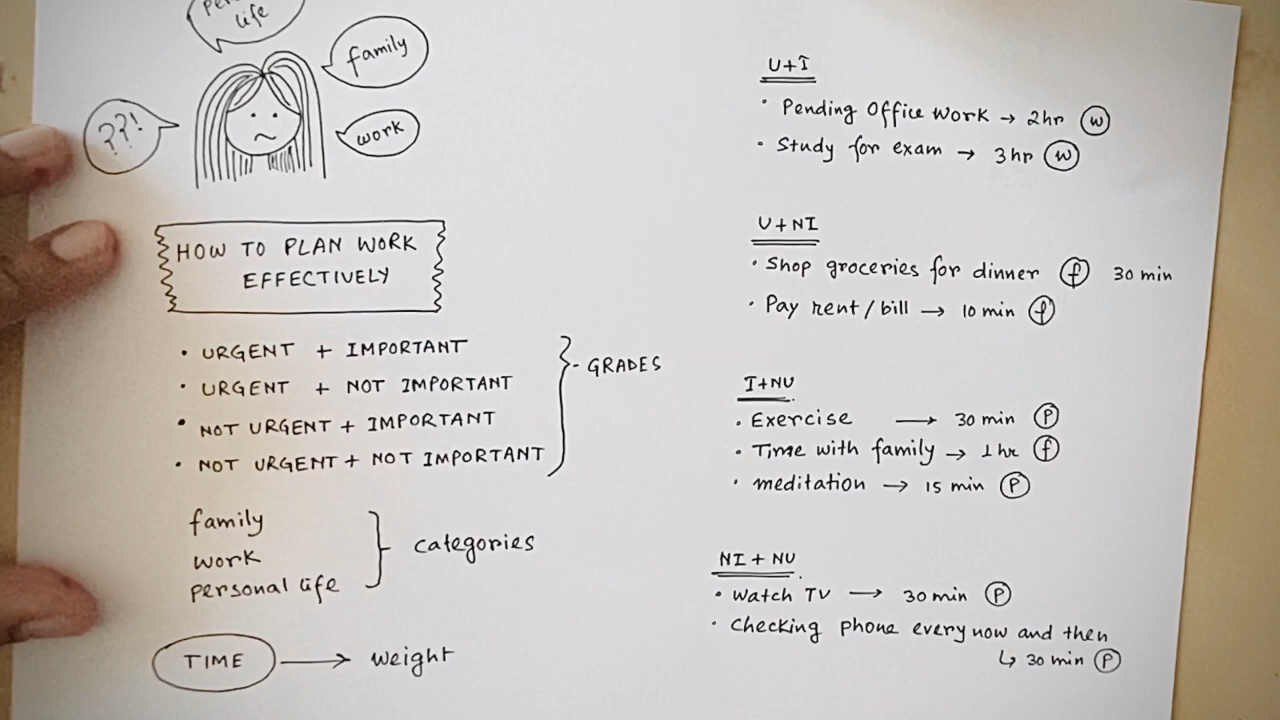 life
family
??!
work
HOW TO PLAN WORK
EFFECTIVELY
• URGENT + IMPORTANT
• URGENT + NOT IMPORTANT
• NOT URGENT + IMPORTANT
• NOT URGENT + NOT IMPORTANT
GRADES
family
work
personal life
categories
TIME → weight
U+I
• Pending Office work → 2hr W
• Study for exam → 3hr W
U+NI
• Shop groceries for dinner f 30 min
• Pay rent/bill → 10 min f
I+NU
• Exercise → 30 min P
• Time with family → 1hr f
• meditation → 15 min P
NI + NU
• Watch TV → 30 min P
• Checking phone every now and then
↳ 30 min P